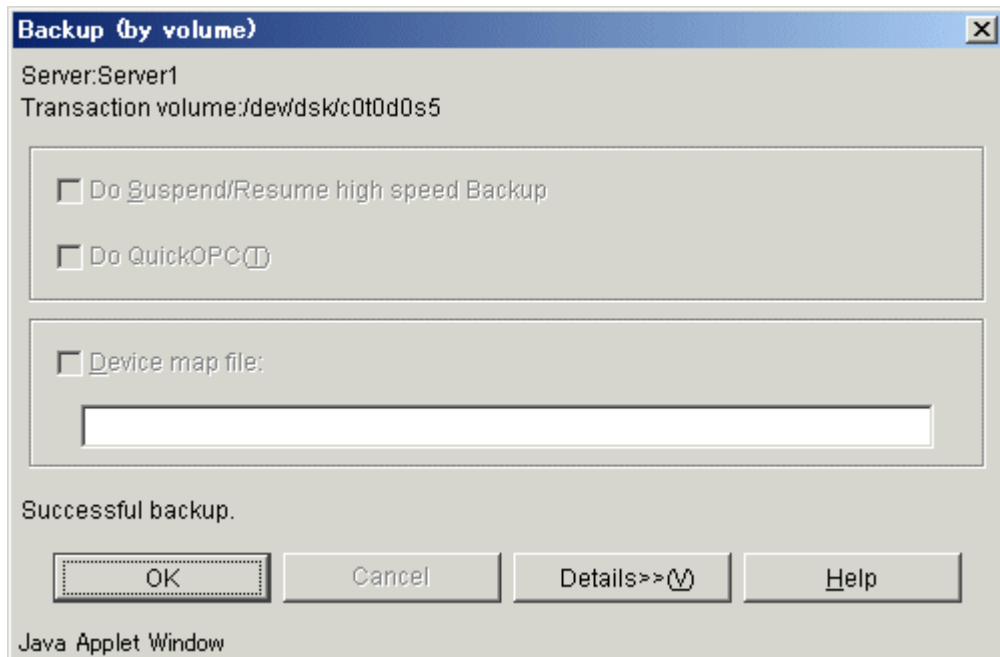 Backup (by volume)
Server:Server1
Transaction volume:/dev/dsk/c0t0d0s5
Do Suspend/Resume high speed Backup
Do QuickOPC(T)
Device map file:
Successful backup.
OK Cancel Details>>(V) Help
Java Applet Window